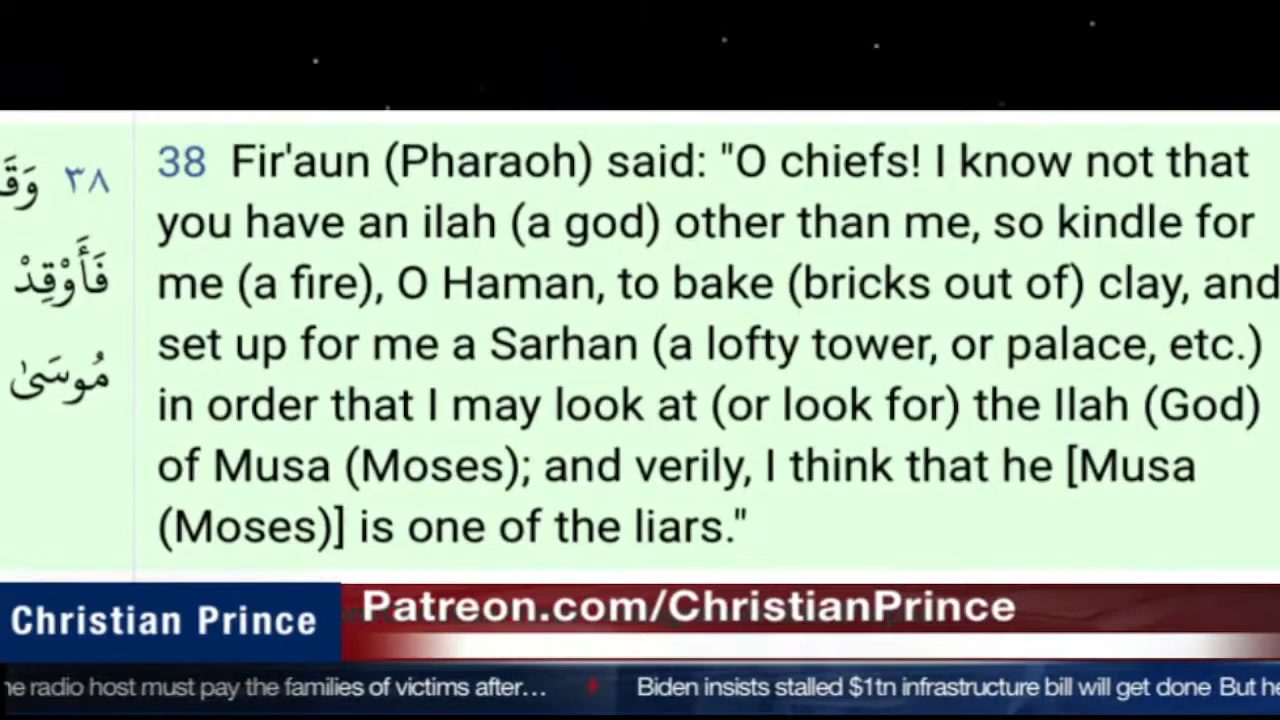 ٣٨
فَأَوْقِدْ
مُوسَىٰ
38 Fir'aun (Pharaoh) said: "O chiefs! I know not that
you have an ilah (a god) other than me, so kindle for
me (a fire), O Haman, to bake (bricks out of) clay, and
set up for me a Sarhan (a lofty tower, or palace, etc.)
in order that I may look at (or look for) the Ilah (God)
of Musa (Moses); and verily, I think that he [Musa
(Moses)] is one of the liars."
Christian Prince
Patreon.com/ChristianPrince
radio host must pay the families of victims after...
Biden insists stalled $1tn infrastructure bill will get done But